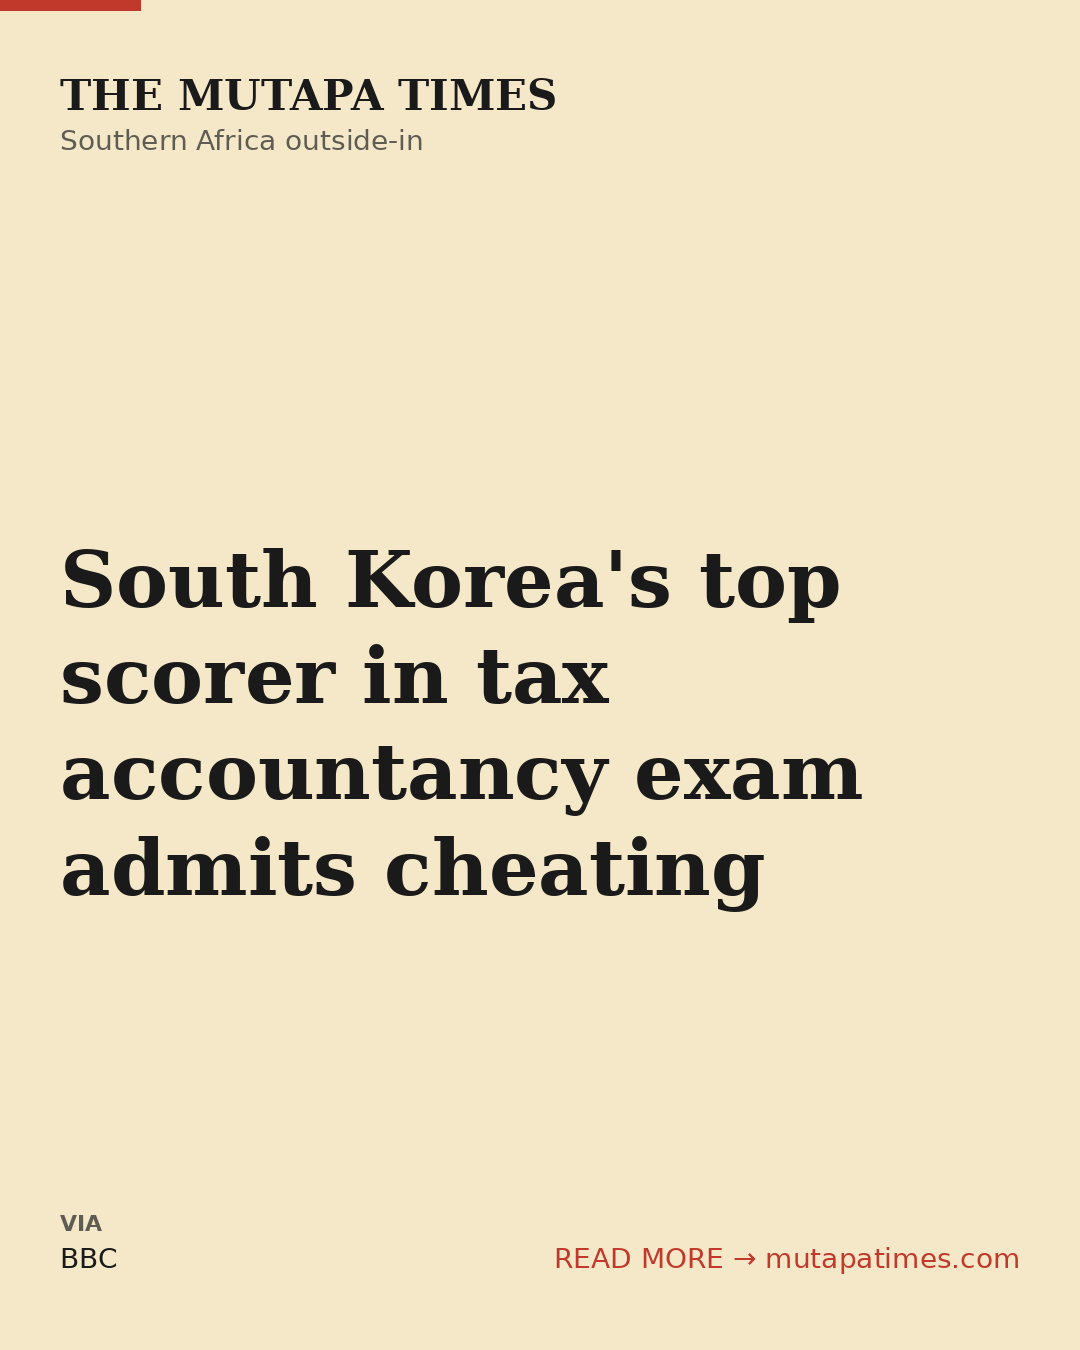 THE MUTAPA TIMES
Southern Africa outside-in
South Korea's top
scorer in tax
accountancy exam
admits cheating
VIA
BBC
READ MORE → mutapatimes.com